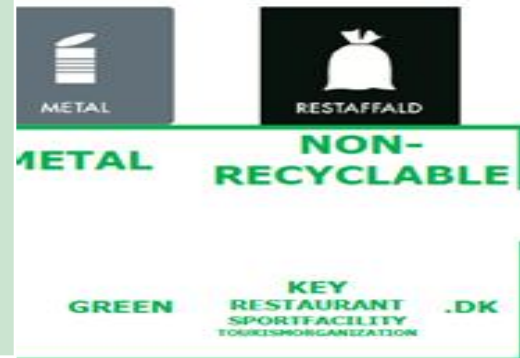 METAL
RESTAFFALD
METAL
NON-
RECYCLABLE
GREEN
KEY
RESTAURANT
SPORTFACILITY
TOURISMORGANIZATION
.DK